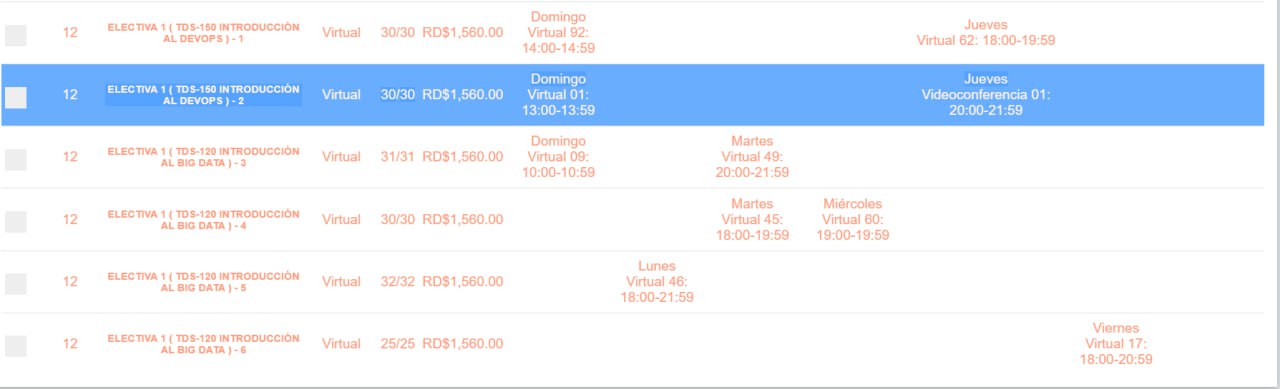 12 ELECTIVA 1 ( TDS-150 INTRODUCCIÓN AL DEVOPS ) - 1 Virtual 30/30 RD$1,560.00 Domingo Virtual 92: 14:00-14:59 Jueves Virtual 62: 18:00-19:59
12 ELECTIVA 1 ( TDS-150 INTRODUCCIÓN AL DEVOPS ) - 2 Virtual 30/30 RD$1,560.00 Domingo Virtual 01: 13:00-13:59 Jueves Videoconferencia 01: 20:00-21:59
12 ELECTIVA 1 ( TDS-120 INTRODUCCIÓN AL BIG DATA ) - 3 Virtual 31/31 RD$1,560.00 Domingo Virtual 09: 10:00-10:59 Martes Virtual 49: 20:00-21:59
12 ELECTIVA 1 ( TDS-120 INTRODUCCIÓN AL BIG DATA ) - 4 Virtual 30/30 RD$1,560.00 Martes Virtual 45: 18:00-19:59 Miércoles Virtual 60: 19:00-19:59
12 ELECTIVA 1 ( TDS-120 INTRODUCCIÓN AL BIG DATA ) - 5 Virtual 32/32 RD$1,560.00 Lunes Virtual 46: 18:00-21:59
12 ELECTIVA 1 ( TDS-120 INTRODUCCIÓN AL BIG DATA ) - 6 Virtual 25/25 RD$1,560.00 Viernes Virtual 17: 18:00-20:59